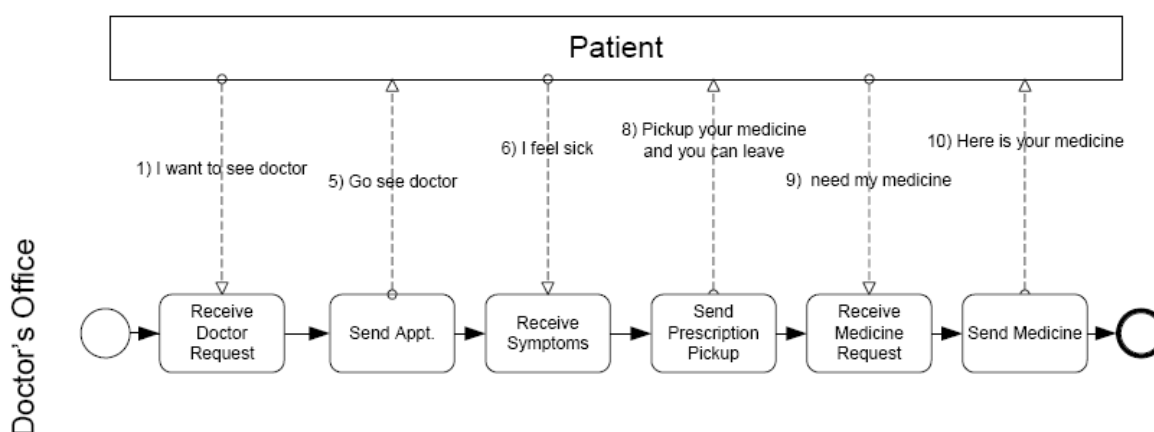 Patient
1) I want to see doctor
5) Go see doctor
6) I feel sick
8) Pickup your medicine
and you can leave
9) need my medicine
10) Here is your medicine
Doctor's Office
Receive
Doctor
Request
Send Appt.
Receive
Symptoms
Send
Prescription
Pickup
Receive
Medicine
Request
Send Medicine